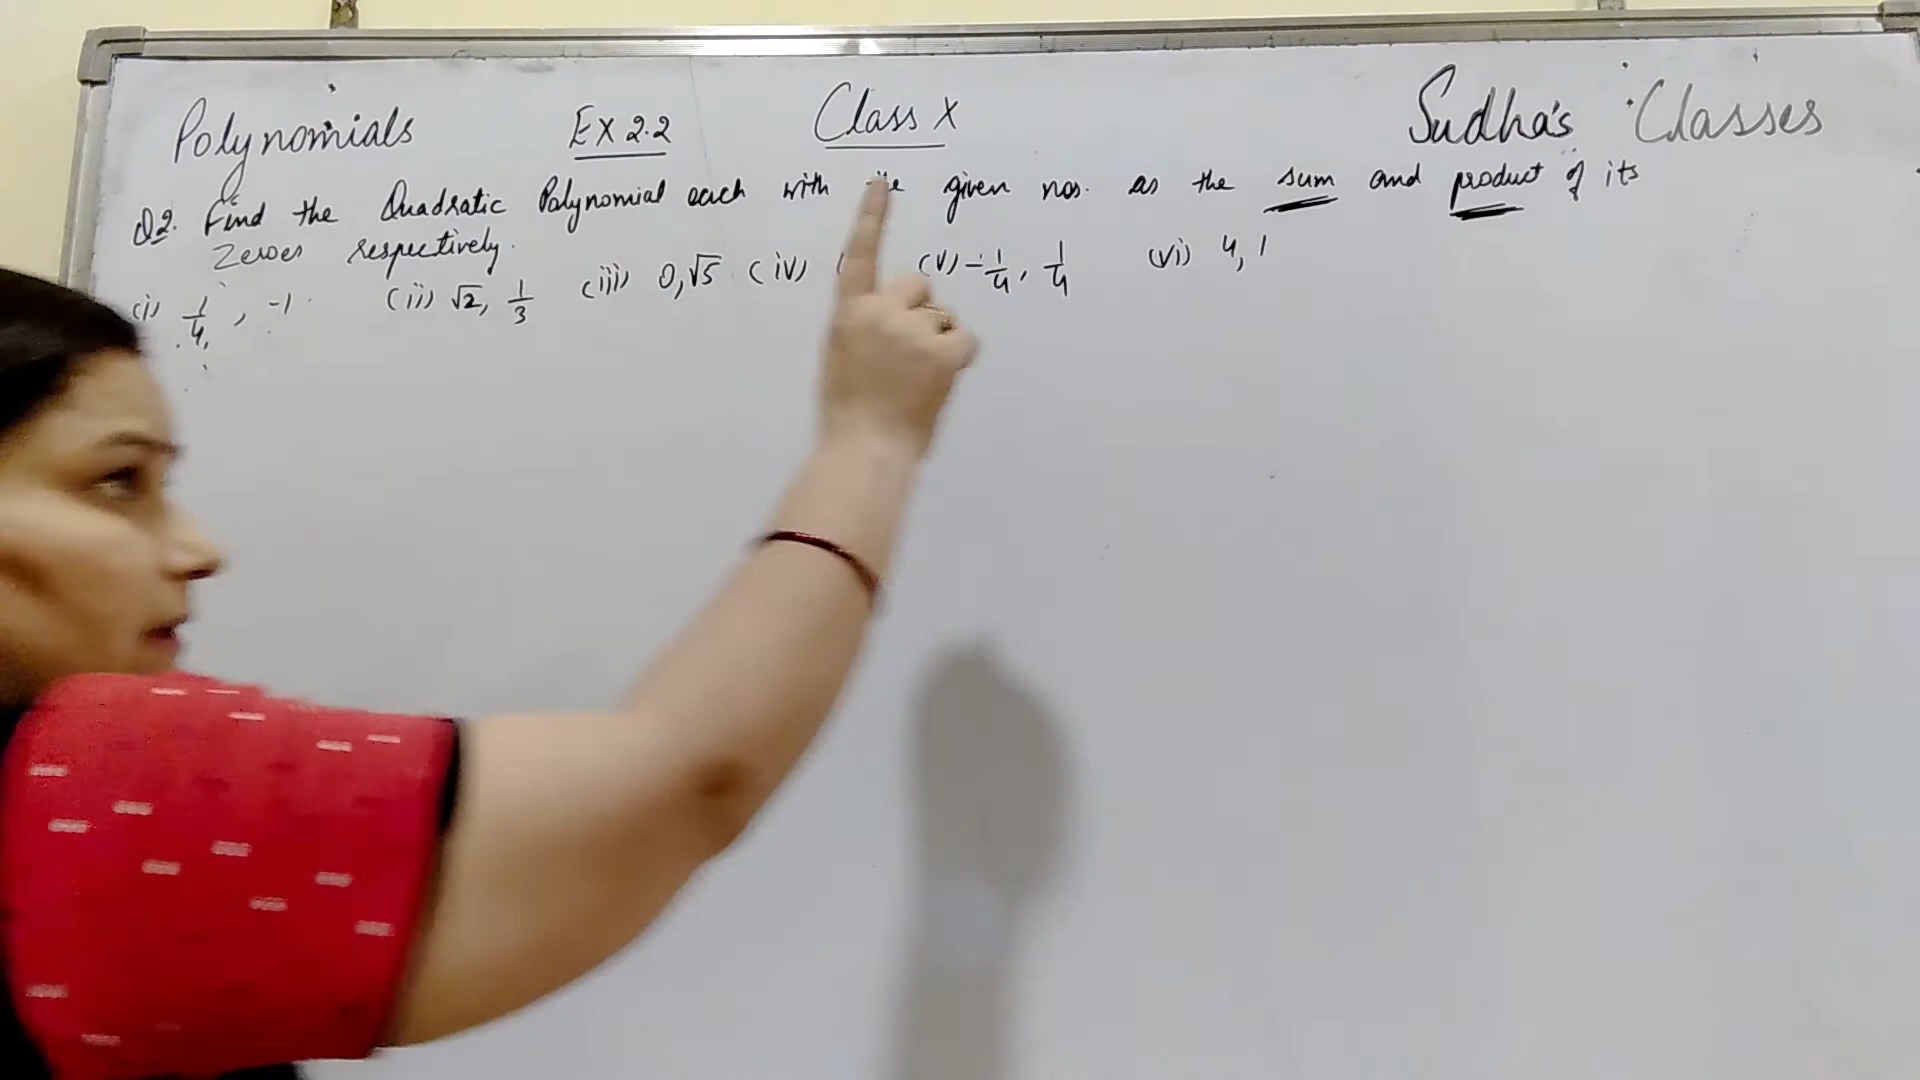 Polynomials EX 2.2 Class X Sudha's Classes
Q2. Find the Quadratic Polynomial each with the given nos. as the sum and product of its
Zeroes respectively.
(i) 1/4, -1 (ii) √2, 1/3 (iii) 0, √5 (iv) (v) -1/4, 1/4 (vi) 4, 1